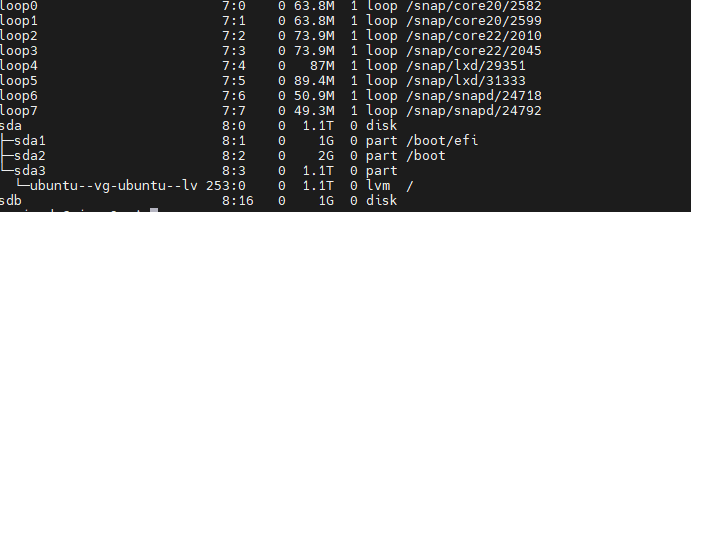 loop0 7:0 0 63.8M 1 loop /snap/core20/2582
loop1 7:1 0 63.8M 1 loop /snap/core20/2599
loop2 7:2 0 73.9M 1 loop /snap/core22/2010
loop3 7:3 0 73.9M 1 loop /snap/core22/2045
loop4 7:4 0 87M 1 loop /snap/lxd/29351
loop5 7:5 0 89.4M 1 loop /snap/lxd/31333
loop6 7:6 0 50.9M 1 loop /snap/snapd/24718
loop7 7:7 0 49.3M 1 loop /snap/snapd/24792
sda 8:0 0 1.1T 0 disk
├─sda1 8:1 0 1G 0 part /boot/efi
├─sda2 8:2 0 2G 0 part /boot
└─sda3 8:3 0 1.1T 0 part
└─ubuntu--vg-ubuntu--lv 253:0 0 1.1T 0 lvm /
sdb 8:16 0 1G 0 disk